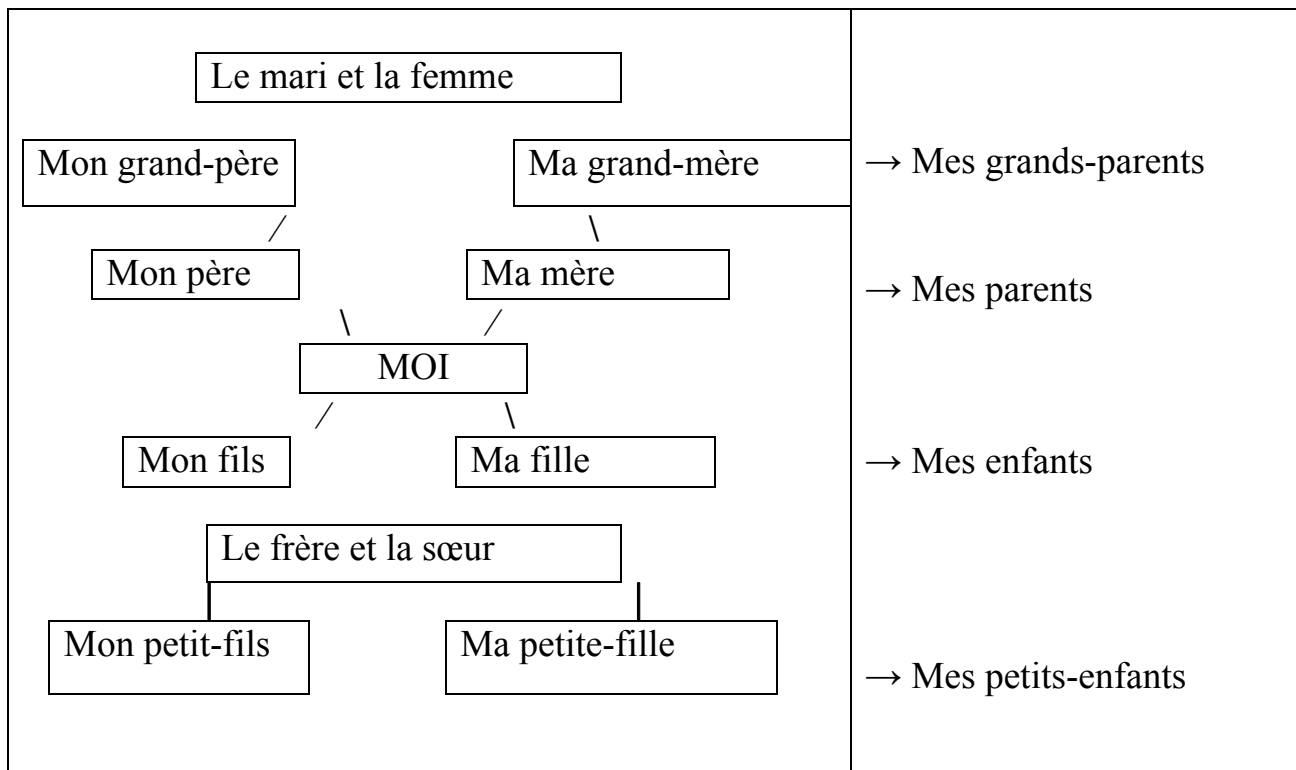 Le mari et la femme
Mon grand-père Ma grand-mère → Mes grands-parents
Mon père Ma mère → Mes parents
MOI
Mon fils Ma fille → Mes enfants
Le frère et la sœur
Mon petit-fils Ma petite-fille → Mes petits-enfants